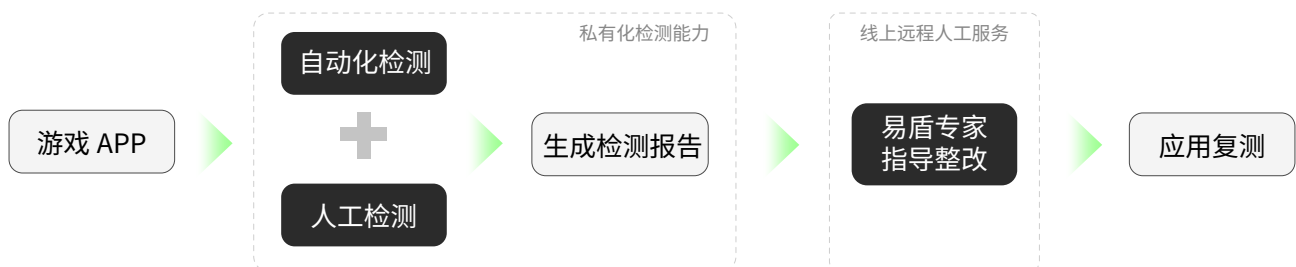 私有化检测能力
线上远程人工服务
游戏 APP
自动化检测
人工检测
生成检测报告
易盾专家
指导整改
应用复测